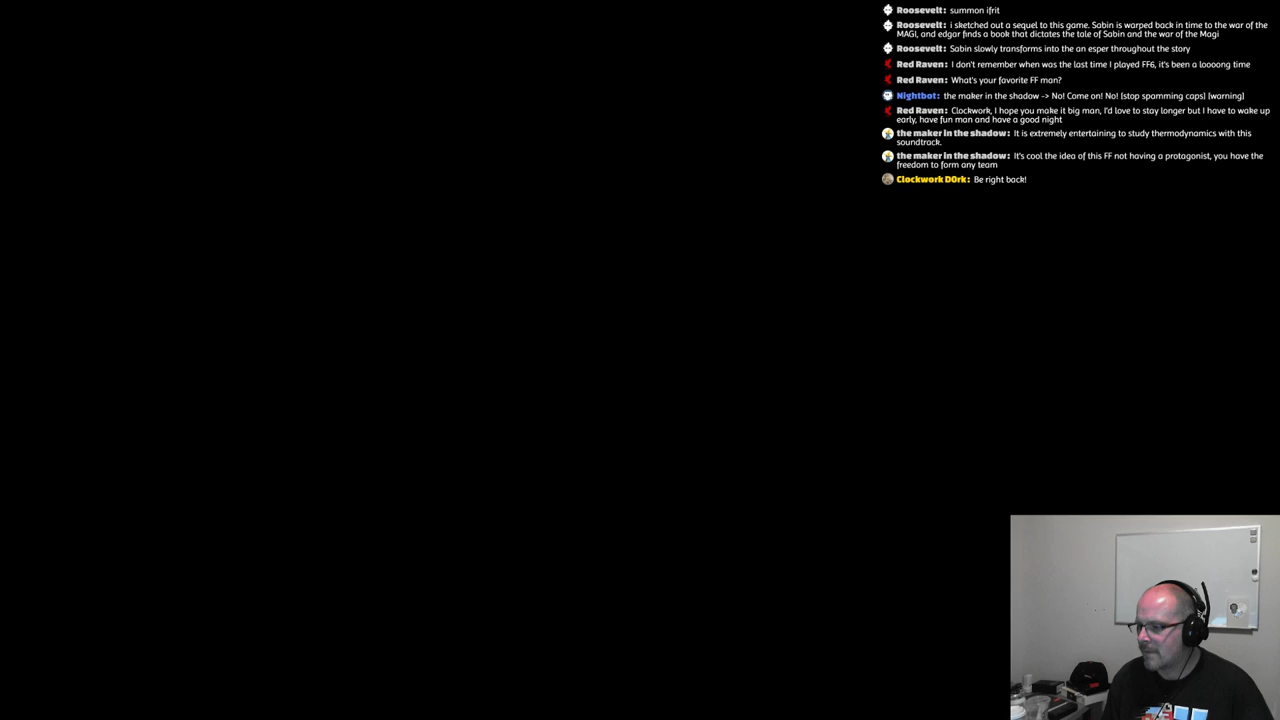 Roosevelt: summon ifrit
Roosevelt: i sketched out a sequel to this game. Sabin is warped back in time to the war of the
MAGI, and edgar finds a book that dictates the tale of Sabin and the war of the Magi
Roosevelt: Sabin slowly transforms into the an esper throughout the story
Red Raven: I don't remember when was the last time I played FF6, it's been a loooong time
Red Raven: What's your favorite FF man?
Nightbot: the maker in the shadow -> No! Come on! No! [stop spamming caps] [warning]
Red Raven: Clockwork, I hope you make it big man, I'd love to stay longer but I have to wake up
early, have fun man and have a good night
the maker in the shadow: It is extremely entertaining to study thermodynamics with this
soundtrack.
the maker in the shadow: It's cool the idea of this FF not having a protagonist, you have the
freedom to form any team
Clockwork D0rk: Be right back!